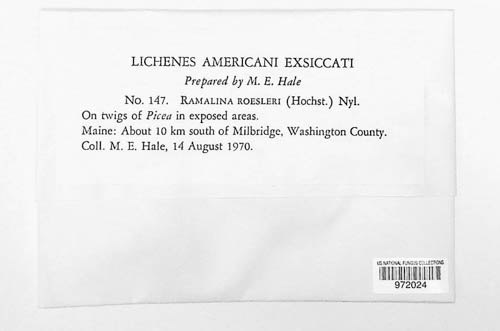 LICHENES AMERICANI EXSICCATI
Prepared by M. E. Hale
No. 147. RAMALINA ROESLERI (Hochst.) Nyl.
On twigs of Picea in exposed areas.
Maine: About 10 km south of Milbridge, Washington County.
Coll. M. E. Hale, 14 August 1970.
US NATIONAL FUNGUS COLLECTIONS
972024